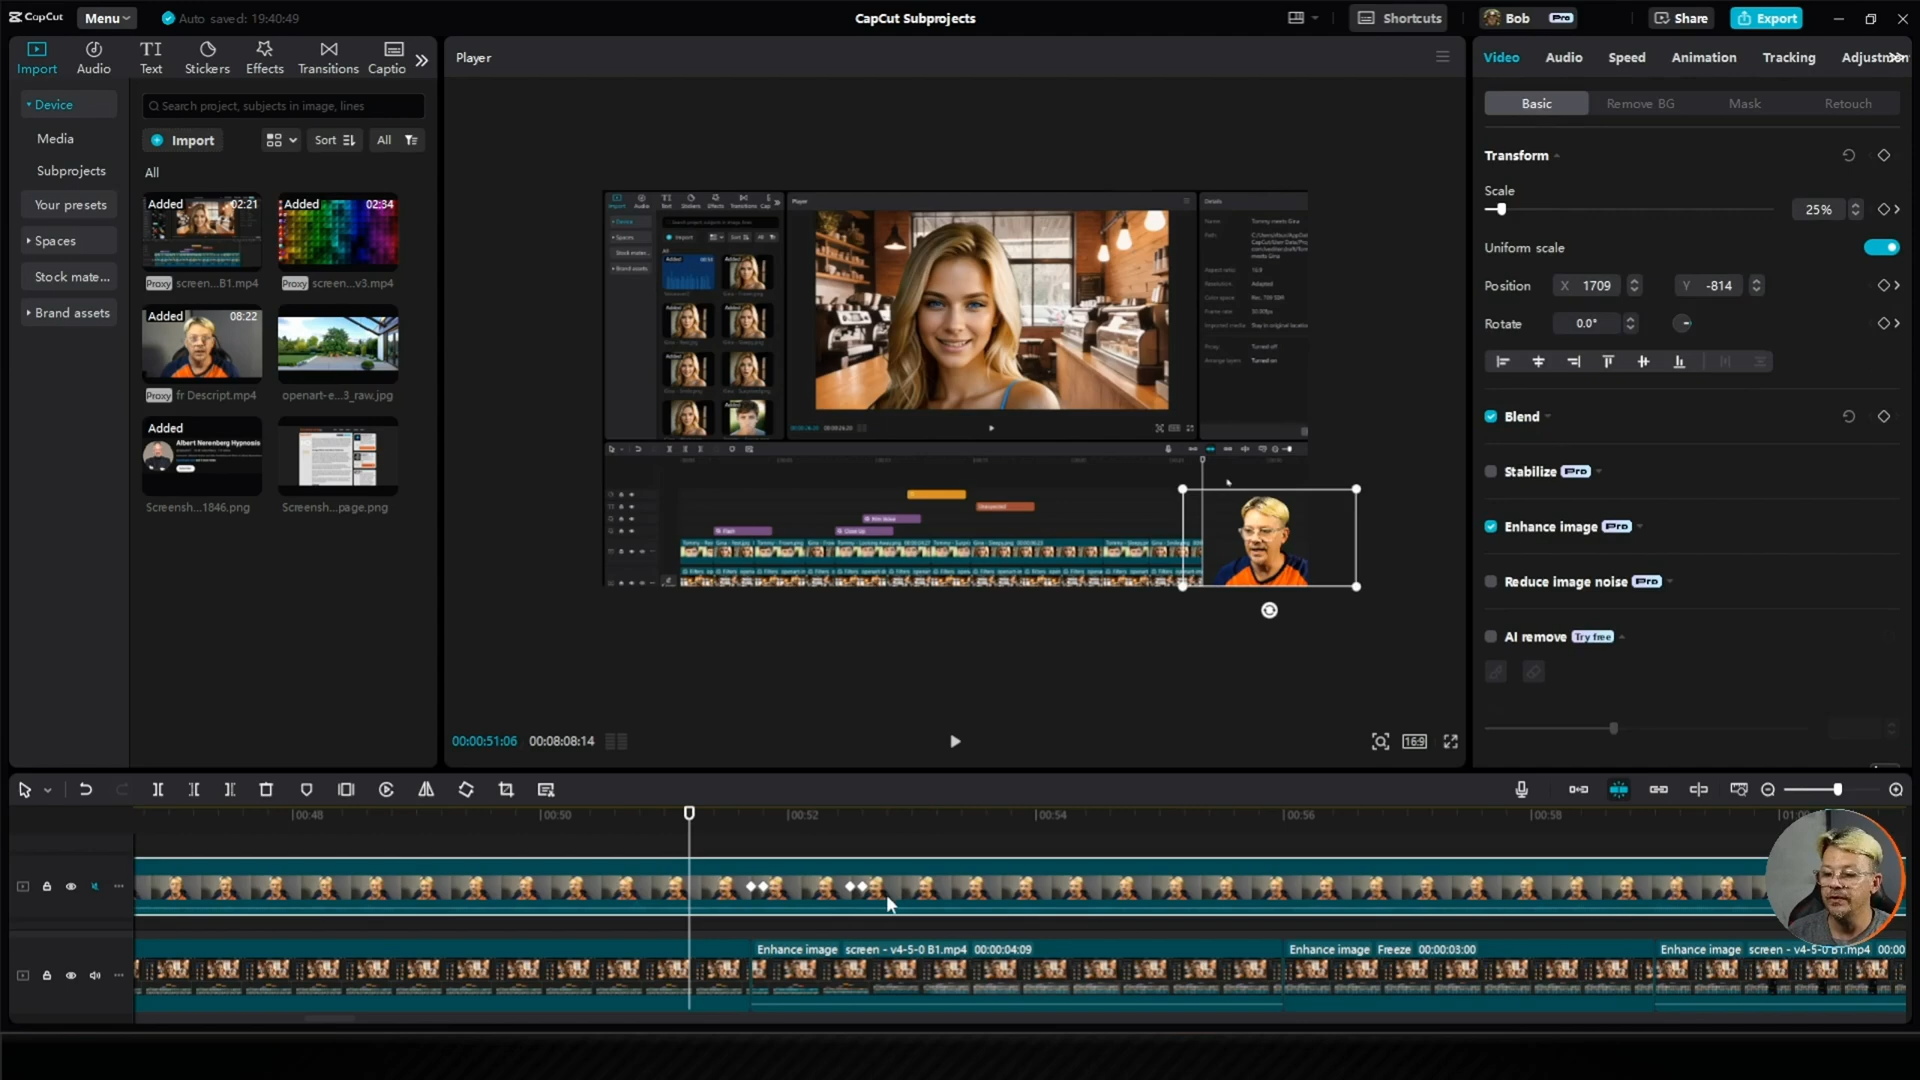 CapCut Menu Auto saved: 19:40:49 CapCut Subprojects Shortcuts Bob Pro Share Export
Import Audio Text Stickers Effects Transitions Captio
Device
Media
Subprojects
Your presets
Spaces
Stock mate...
Brand assets
Search project, subjects in image, lines
Import Sort All
All
Added 02:21 Added 02:34
Proxy screen...B1.mp4 Proxy screen...v3.mp4
Added 08:22
Proxy fr Descript.mp4 openart-e...3_raw.jpg
Added
Albert Nerenberg Hypnosis
Screensh...1846.png Screensh...page.png
Player
Player Details
00:00:51:06 00:08:08:14
16:9
Video Audio Speed Animation Tracking Adjustmen
Basic Remove BG Mask Retouch
Transform
Scale
25%
Uniform scale
Position X 1709 Y -814
Rotate 0.0°
Blend
Stabilize Pro
Enhance image Pro
Reduce image noise Pro
AI remove Try free
00:48 00:50 00:52 00:54 00:56 00:58 01:0
Enhance image screen - v4-5-0 B1.mp4 00:00:04:09 Enhance image Freeze 00:00:03:00 Enhance image screen - v4-5-0 B1.mp4 00:00